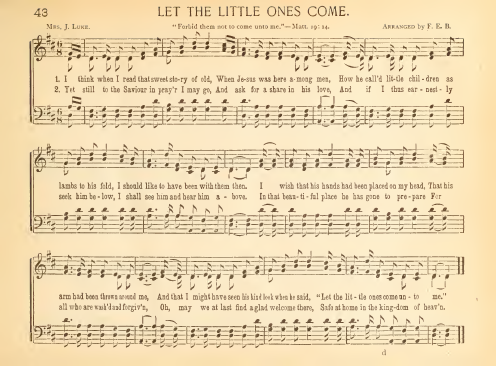 43 LET THE LITTLE ONES COME.
MRS. J. LUKE. "Forbid them not to come unto me."—Matt. 19: 14. ARRANGED by F. E. B.
1. I think when I read that sweet sto-ry of old, When Je-sus was here a-mong men, How he call'd lit-tle chil-dren as
2. Yet still to the Saviour in pray'r I may go, And ask for a share in his love, And if I thus ear-nest-ly
lambs to his fold, I should like to have been with them then. I wish that his hands had been placed on my head, That his
seek him be-low, I shall see him and hear him a-bove. In that beau-ti-ful place he has gone to pre-pare For
arm had been thrown around me, And that I might have seen his kind look when he said, "Let the lit-tle ones come un-to me."
all who are wash'd and forgiv'n, Oh, may we at last find a glad welcome there, Safe at home in the king-dom of heav'n.
d